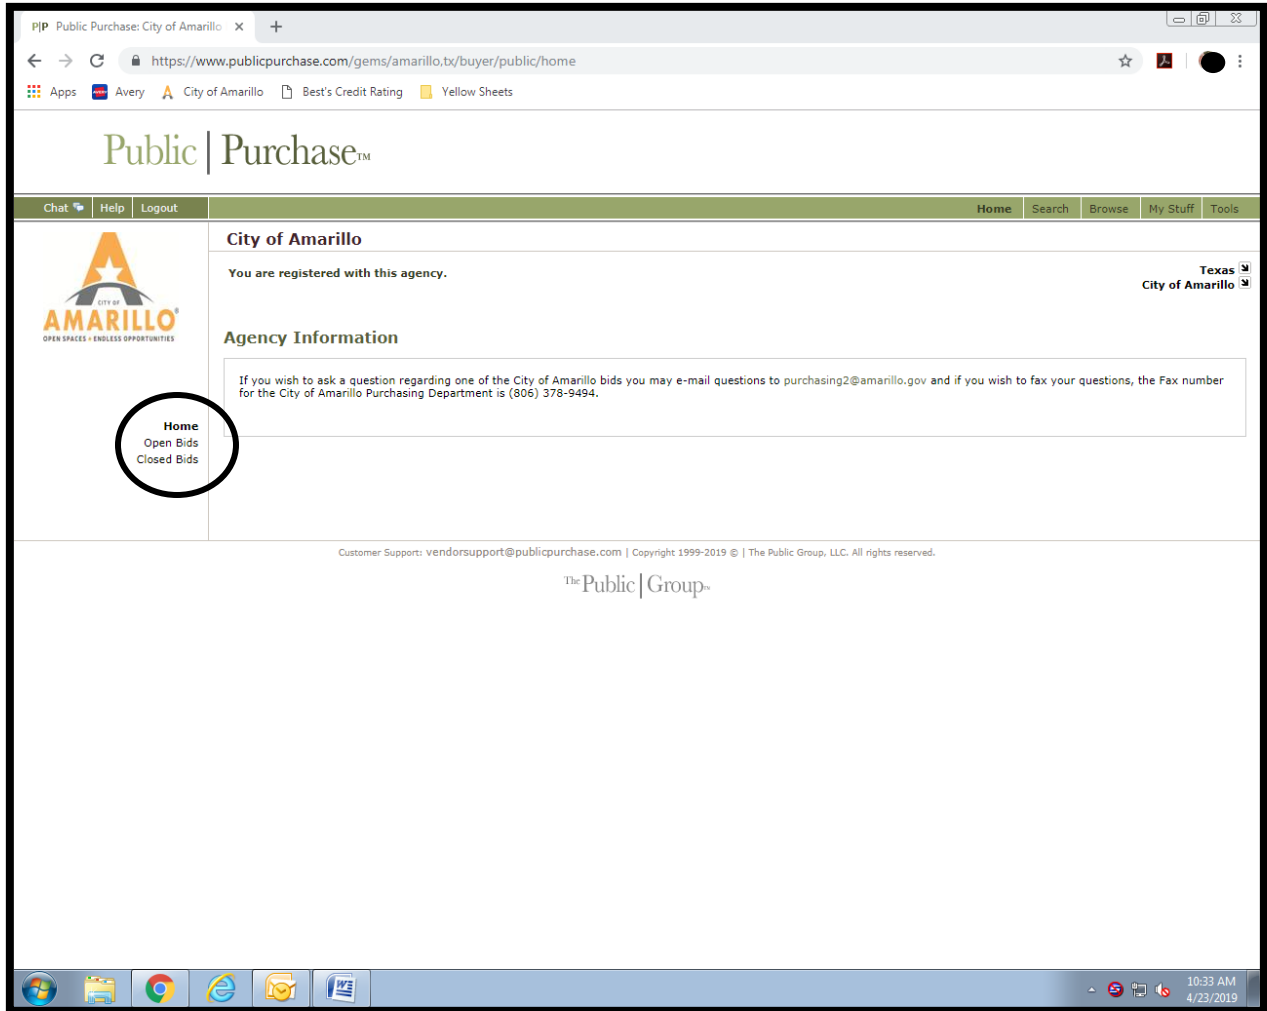 P|P Public Purchase: City of Amarillo
https://www.publicpurchase.com/gems/amarillo,tx/buyer/public/home
Apps Avery City of Amarillo Best's Credit Rating Yellow Sheets
Public | Purchase TM
Chat Help Logout Home Search Browse My Stuff Tools
CITY OF
AMARILLO
OPEN SPACES • ENDLESS OPPORTUNITIES
City of Amarillo
You are registered with this agency.
Texas
City of Amarillo
Agency Information
If you wish to ask a question regarding one of the City of Amarillo bids you may e-mail questions to purchasing2@amarillo.gov and if you wish to fax your questions, the Fax number
for the City of Amarillo Purchasing Department is (806) 378-9494.
Home
Open Bids
Closed Bids
Customer Support: vendorsupport@publicpurchase.com | Copyright 1999-2019 © | The Public Group, LLC. All rights reserved.
The Public | Group TM
10:33 AM
4/23/2019